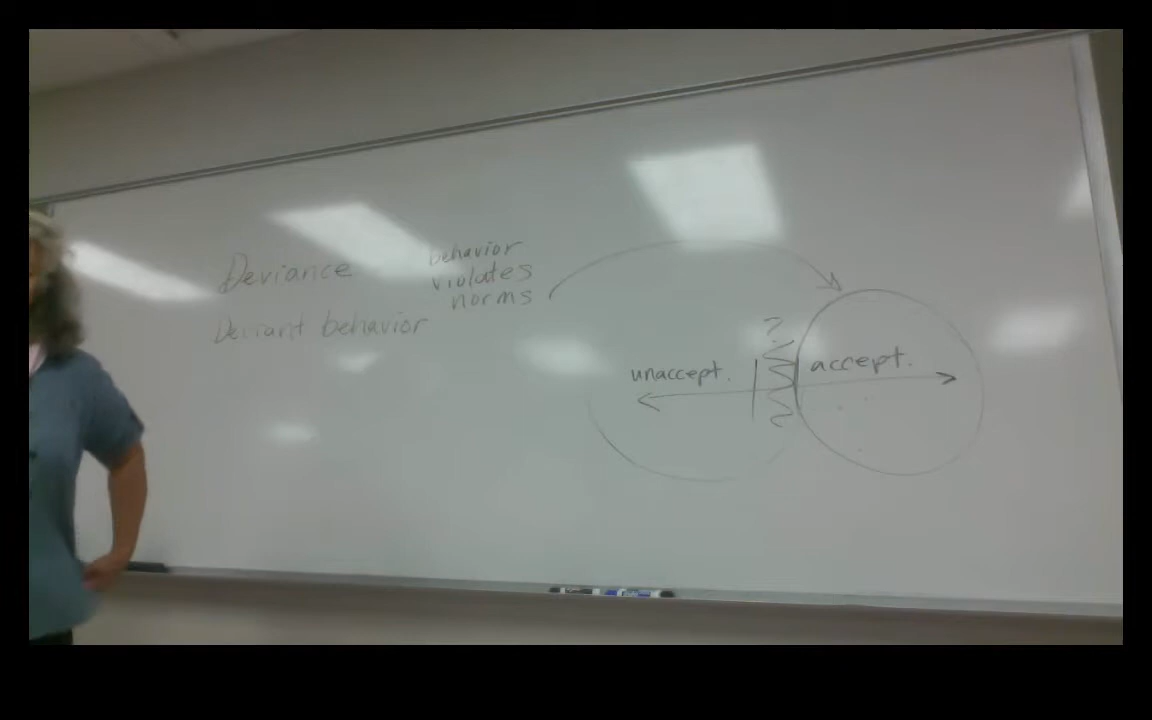 Deviance
behavior
violates
norms
Deviant behavior
?
unaccept.
accept.